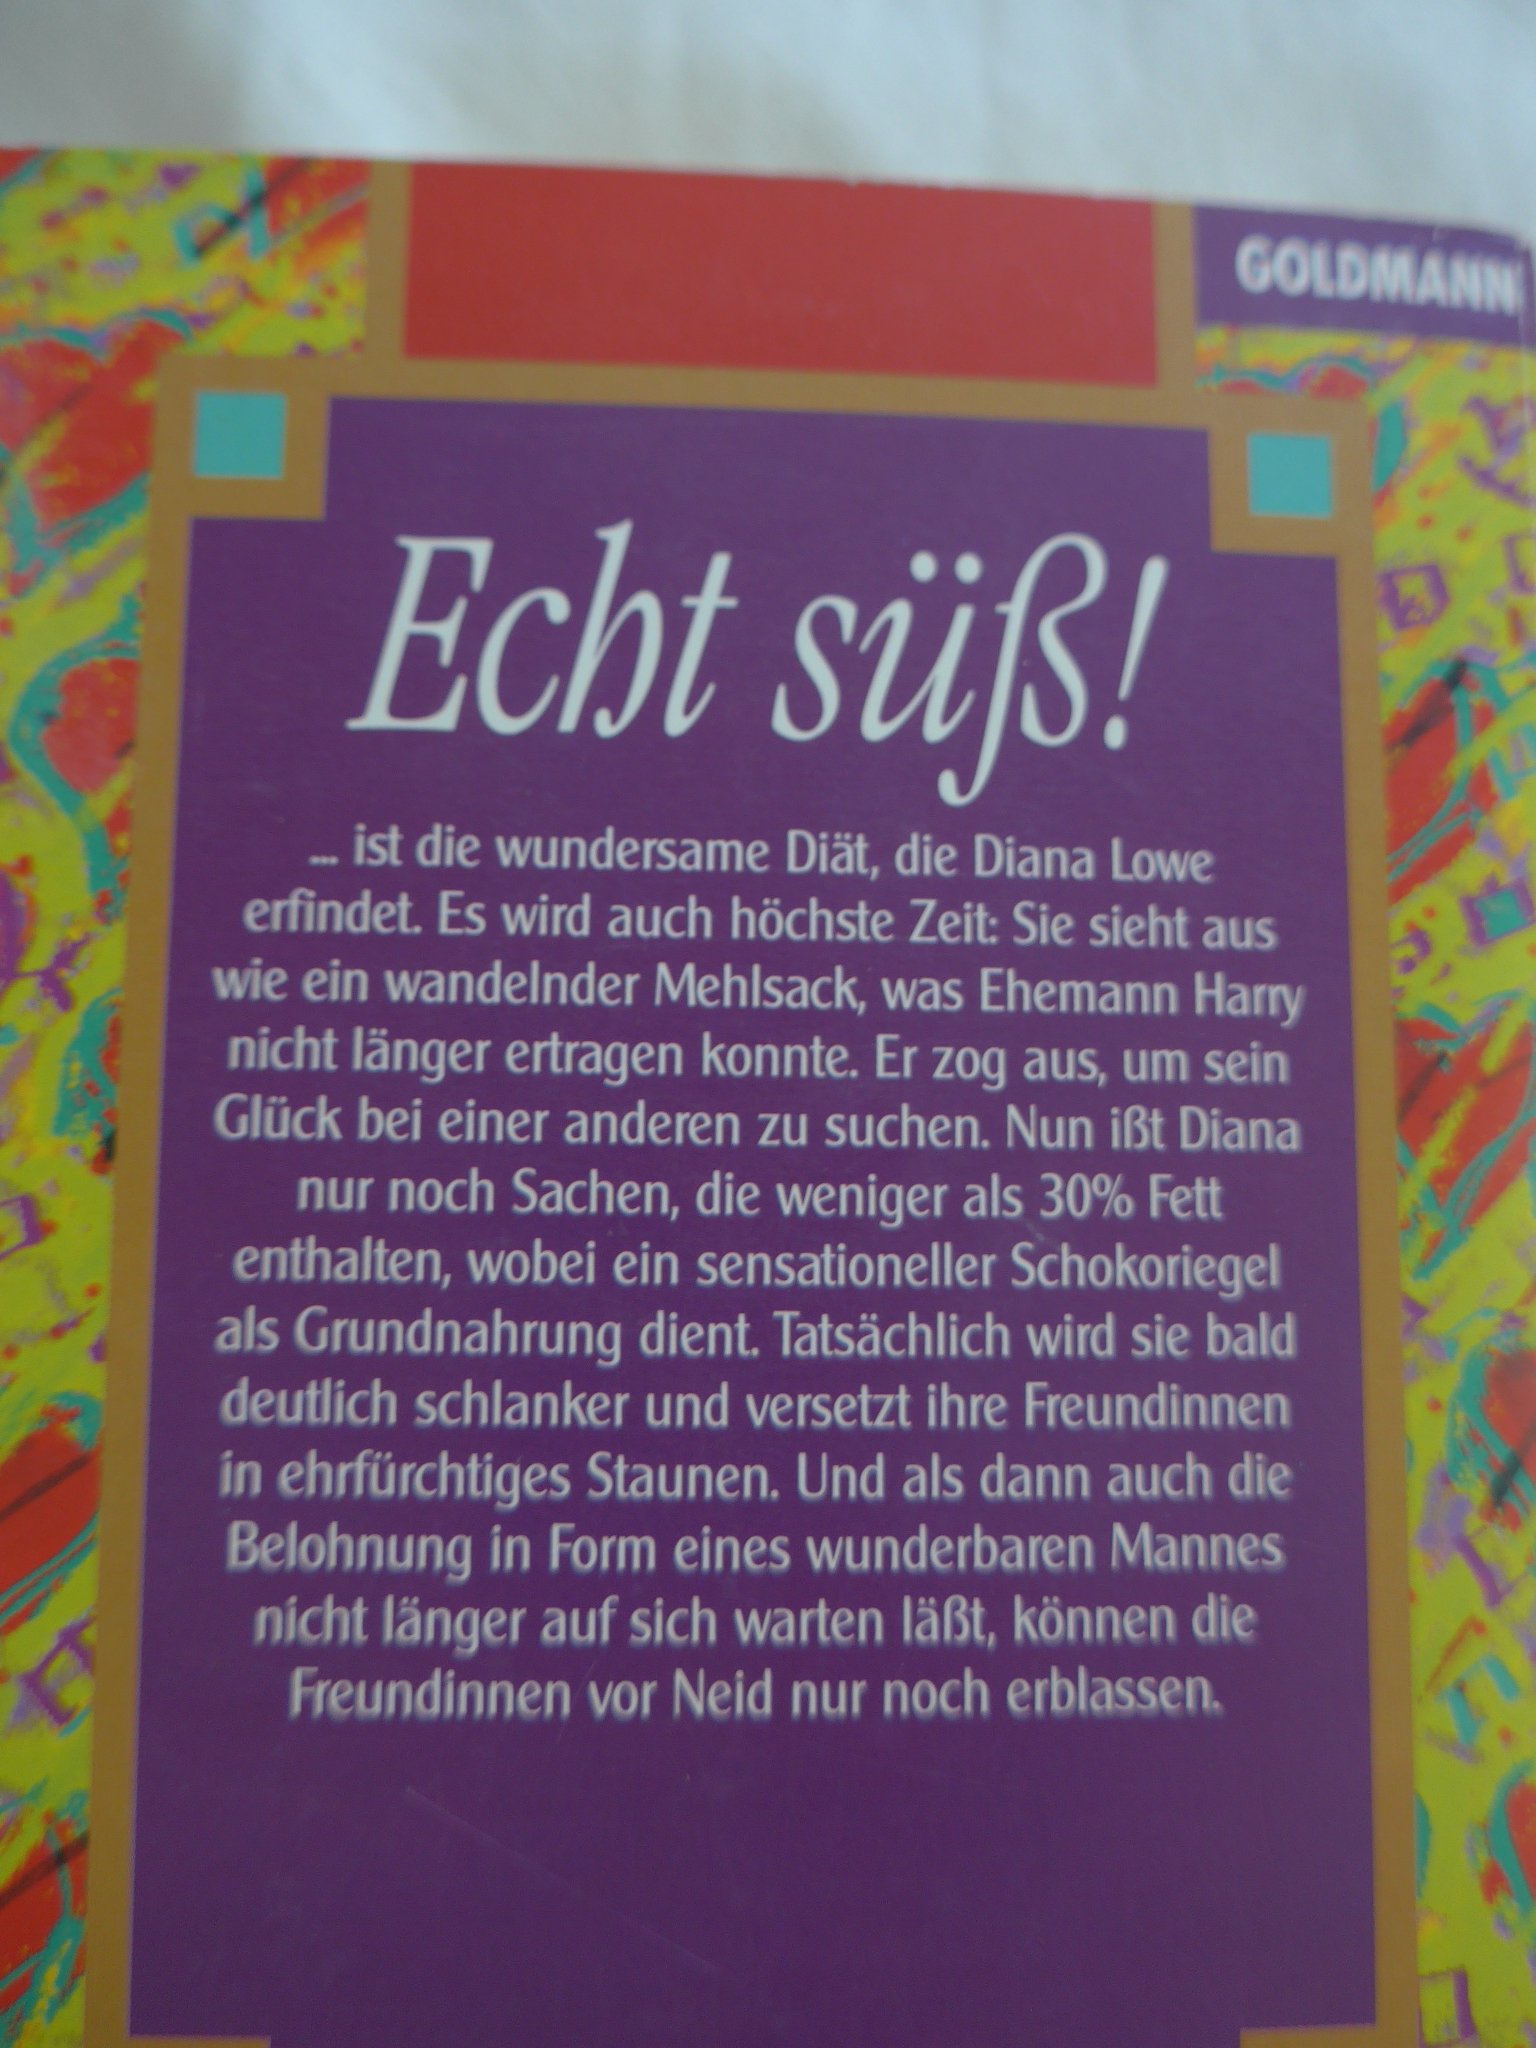 GOLDMANN
Echt süß!
... ist die wundersame Diät, die Diana Lowe
erfindet. Es wird auch höchste Zeit: Sie sieht aus
wie ein wandelnder Mehlsack, was Ehemann Harry
nicht länger ertragen konnte. Er zog aus, um sein
Glück bei einer anderen zu suchen. Nun ißt Diana
nur noch Sachen, die weniger als 30% Fett
enthalten, wobei ein sensationeller Schokoriegel
als Grundnahrung dient. Tatsächlich wird sie bald
deutlich schlanker und versetzt ihre Freundinnen
in ehrfürchtiges Staunen. Und als dann auch die
Belohnung in Form eines wunderbaren Mannes
nicht länger auf sich warten läßt, können die
Freundinnen vor Neid nur noch erblassen.